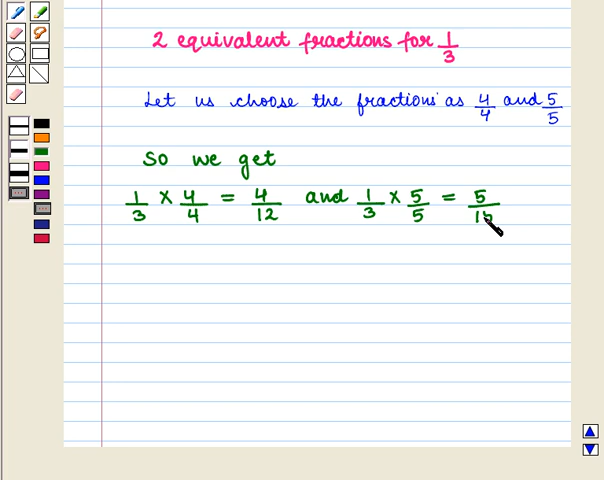 2 equivalent fractions for 1/3
Let us choose the fractions as 4/4 and 5/5
So we get
1/3 × 4/4 = 4/12 and 1/3 × 5/5 = 5/15